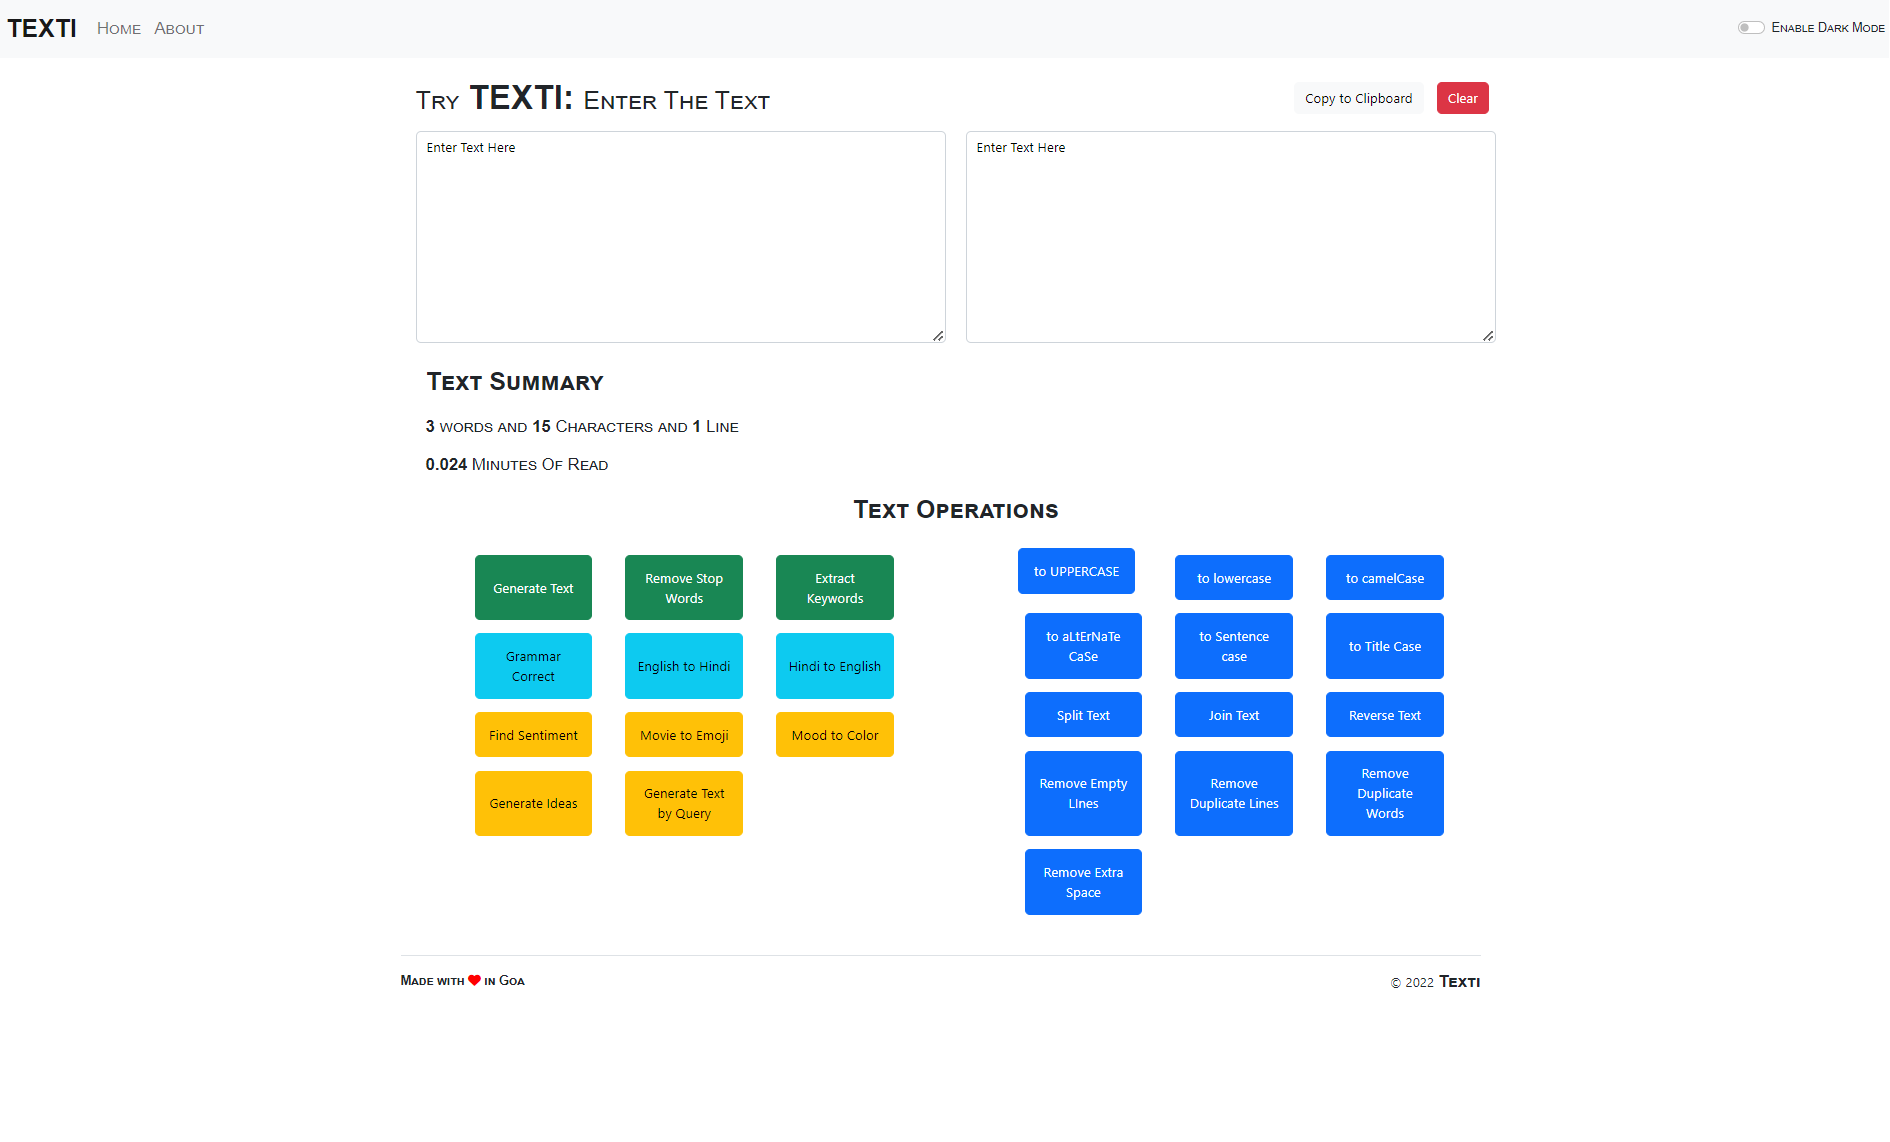 TEXTI Home About Enable Dark Mode
Try TEXTI: Enter The Text Copy to Clipboard Clear
Enter Text Here Enter Text Here
Text Summary
3 words and 15 Characters and 1 Line
0.024 Minutes Of Read
Text Operations
Generate Text
Remove Stop
Words
Extract
Keywords
Grammar
Correct
English to Hindi
Hindi to English
Find Sentiment
Movie to Emoji
Mood to Color
Generate Ideas
Generate Text
by Query
to UPPERCASE
to lowercase
to camelCase
to aLtErNaTe
CaSe
to Sentence
case
to Title Case
Split Text
Join Text
Reverse Text
Remove Empty
LInes
Remove
Duplicate Lines
Remove
Duplicate
Words
Remove Extra
Space
Made with ❤ in Goa © 2022 Texti